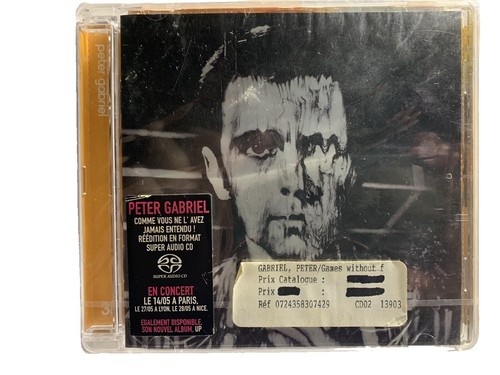 peter gabriel
PETER GABRIEL
COMME VOUS NE L' AVEZ
JAMAIS ENTENDU !
RÉÉDITION EN FORMAT
SUPER AUDIO CD
SUPER AUDIO CD
EN CONCERT
LE 14/05 A PARIS,
LE 27/05 A LYON, LE 28/05 A NICE.
EGALEMENT DISPONIBLE,
SON NOUVEL ALBUM, UP
GABRIEL, PETER/Games without f
Prix Catalogue :
Prix :
Réf 0724358307429 CD02 13903